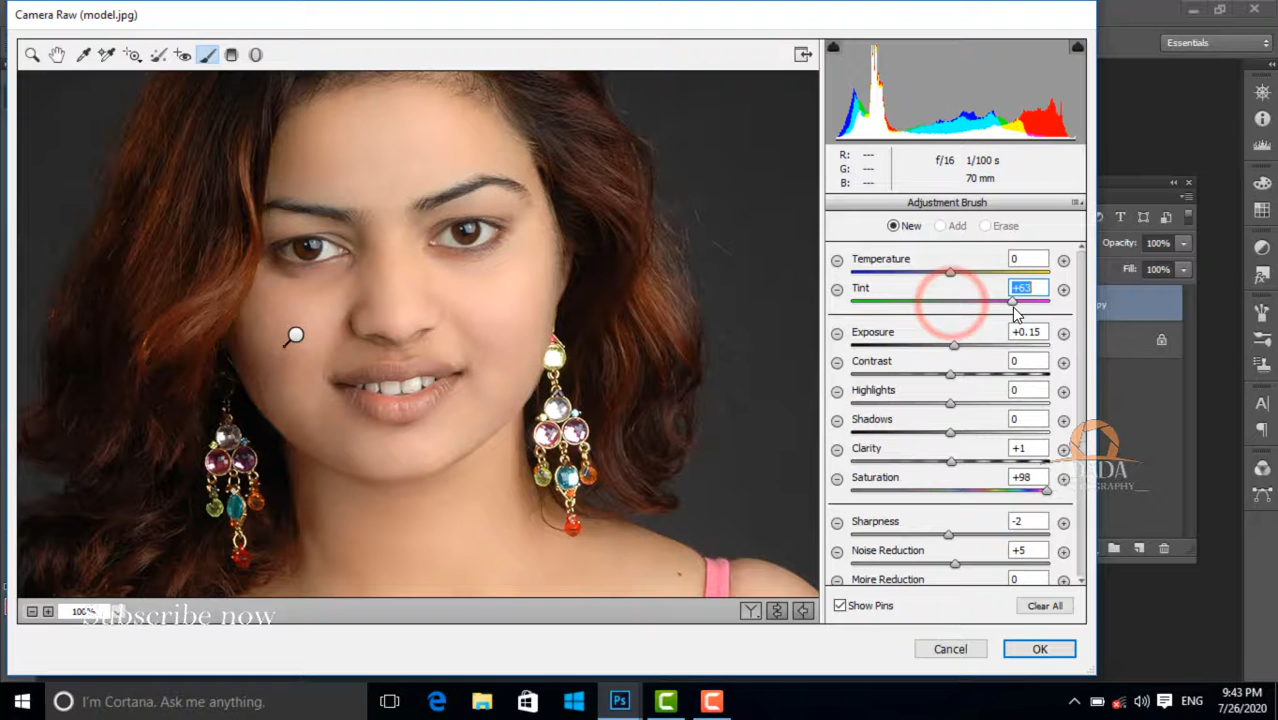 Camera Raw (model.jpg)
Essentials
R: ---
G: ---
B: ---
f/16 1/100 s
70 mm
Adjustment Brush
New Add Erase
Temperature 0
Tint +63
Exposure +0.15
Contrast 0
Highlights 0
Shadows 0
Clarity +1
Saturation +98
Sharpness -2
Noise Reduction +5
Moire Reduction 0
Show Pins Clear All
Cancel OK
Opacity: 100%
Fill: 100%
100%
Subscribe now
I'm Cortana. Ask me anything.
Ps
ENG
9:43 PM
7/26/2020